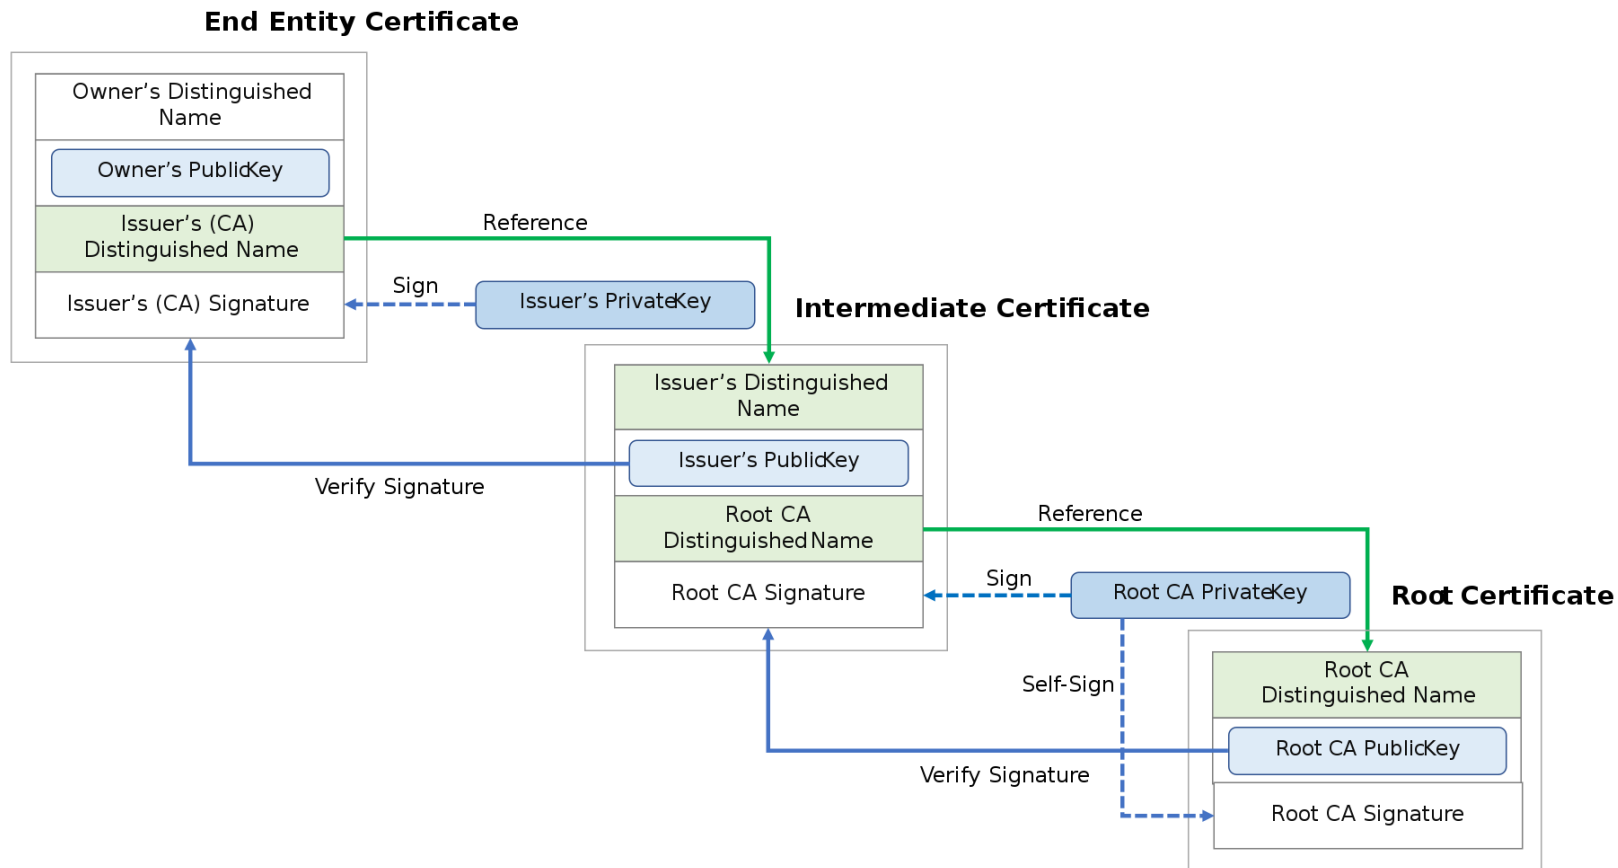 End Entity Certificate
Owner's Distinguished
Name
Owner's PublicKey
Issuer's (CA)
Distinguished Name
Issuer's (CA) Signature
Reference
Sign
Issuer's PrivateKey
Verify Signature
Intermediate Certificate
Issuer's Distinguished
Name
Issuer's PublicKey
Root CA
Distinguished Name
Root CA Signature
Reference
Sign
Root CA PrivateKey
Self-Sign
Verify Signature
Root Certificate
Root CA
Distinguished Name
Root CA PublicKey
Root CA Signature